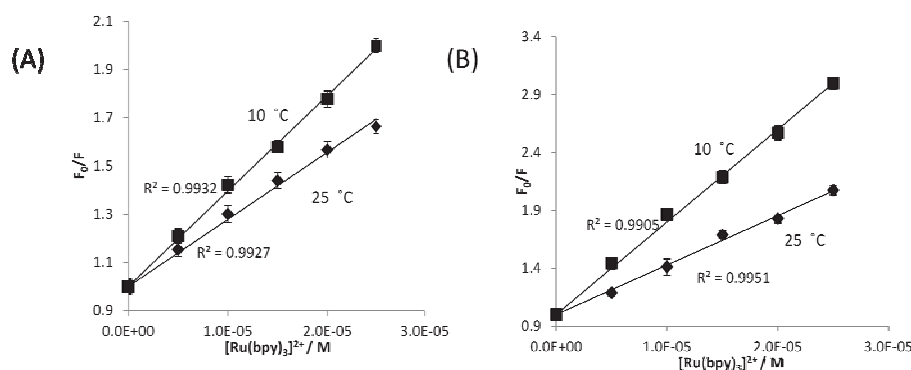 (A)
2.1
1.9
1.7
1.5
1.3
1.1
0.9
F₀/F
10 ˚C
R² = 0.9932
25 ˚C
R² = 0.9927
0.0E+00
1.0E-05
2.0E-05
3.0E-05
[Ru(bpy)₃]²⁺ / M
(B)
3.4
2.9
2.4
1.9
1.4
0.9
F₀/F
10 ˚C
R² = 0.9905
25 ˚C
R² = 0.9951
0.0E+00
1.0E-05
2.0E-05
3.0E-05
[Ru(bpy)₃]²⁺ / M